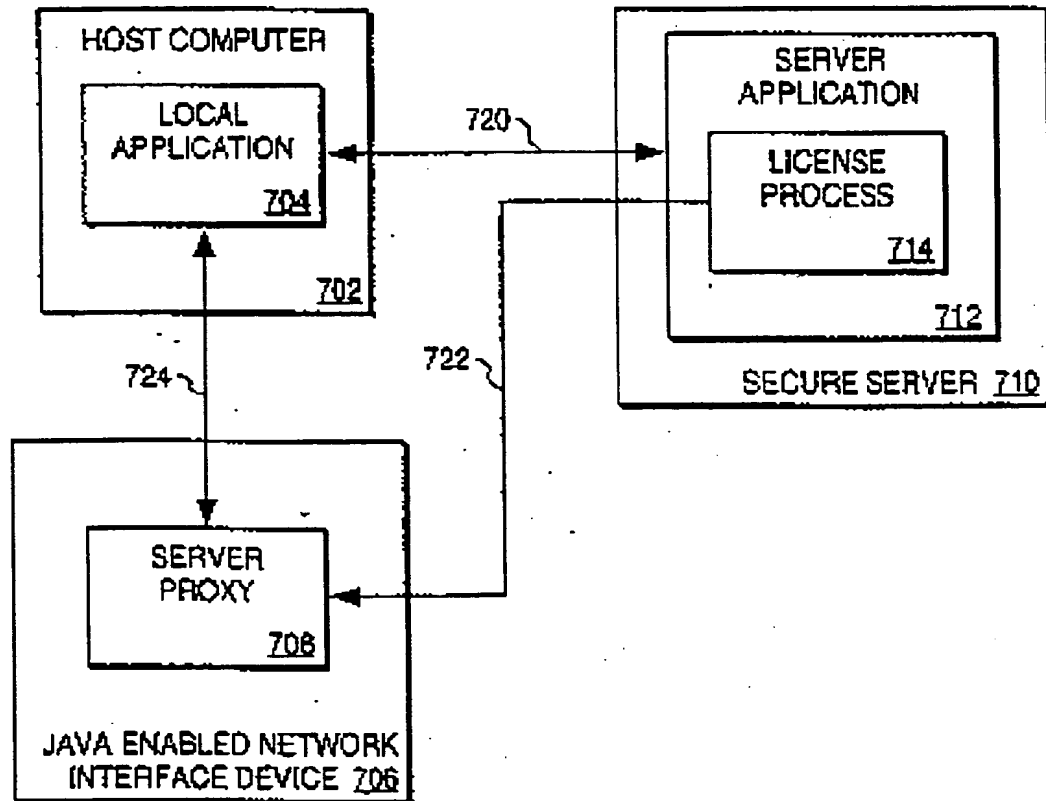 HOST COMPUTER
LOCAL
APPLICATION
704
702
720
SERVER
APPLICATION
LICENSE
PROCESS
714
712
SECURE SERVER 710
724
722
SERVER
PROXY
708
JAVA ENABLED NETWORK
INTERFACE DEVICE 706